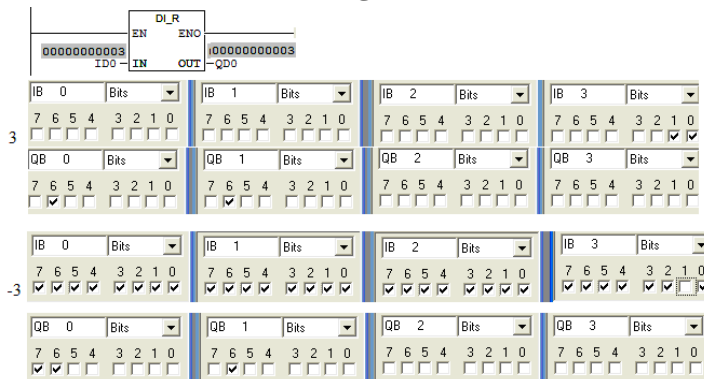 DI_R
EN ENO
00000000003 00000000003
ID0 IN OUT QD0
IB 0 Bits IB 1 Bits IB 2 Bits IB 3 Bits
7 6 5 4 3 2 1 0 7 6 5 4 3 2 1 0 7 6 5 4 3 2 1 0 7 6 5 4 3 2 1 0
3
QB 0 Bits QB 1 Bits QB 2 Bits QB 3 Bits
7 6 5 4 3 2 1 0 7 6 5 4 3 2 1 0 7 6 5 4 3 2 1 0 7 6 5 4 3 2 1 0
IB 0 Bits IB 1 Bits IB 2 Bits IB 3 Bits
7 6 5 4 3 2 1 0 7 6 5 4 3 2 1 0 7 6 5 4 3 2 1 0 7 6 5 4 3 2 1 0
-3
QB 0 Bits QB 1 Bits QB 2 Bits QB 3 Bits
7 6 5 4 3 2 1 0 7 6 5 4 3 2 1 0 7 6 5 4 3 2 1 0 7 6 5 4 3 2 1 0